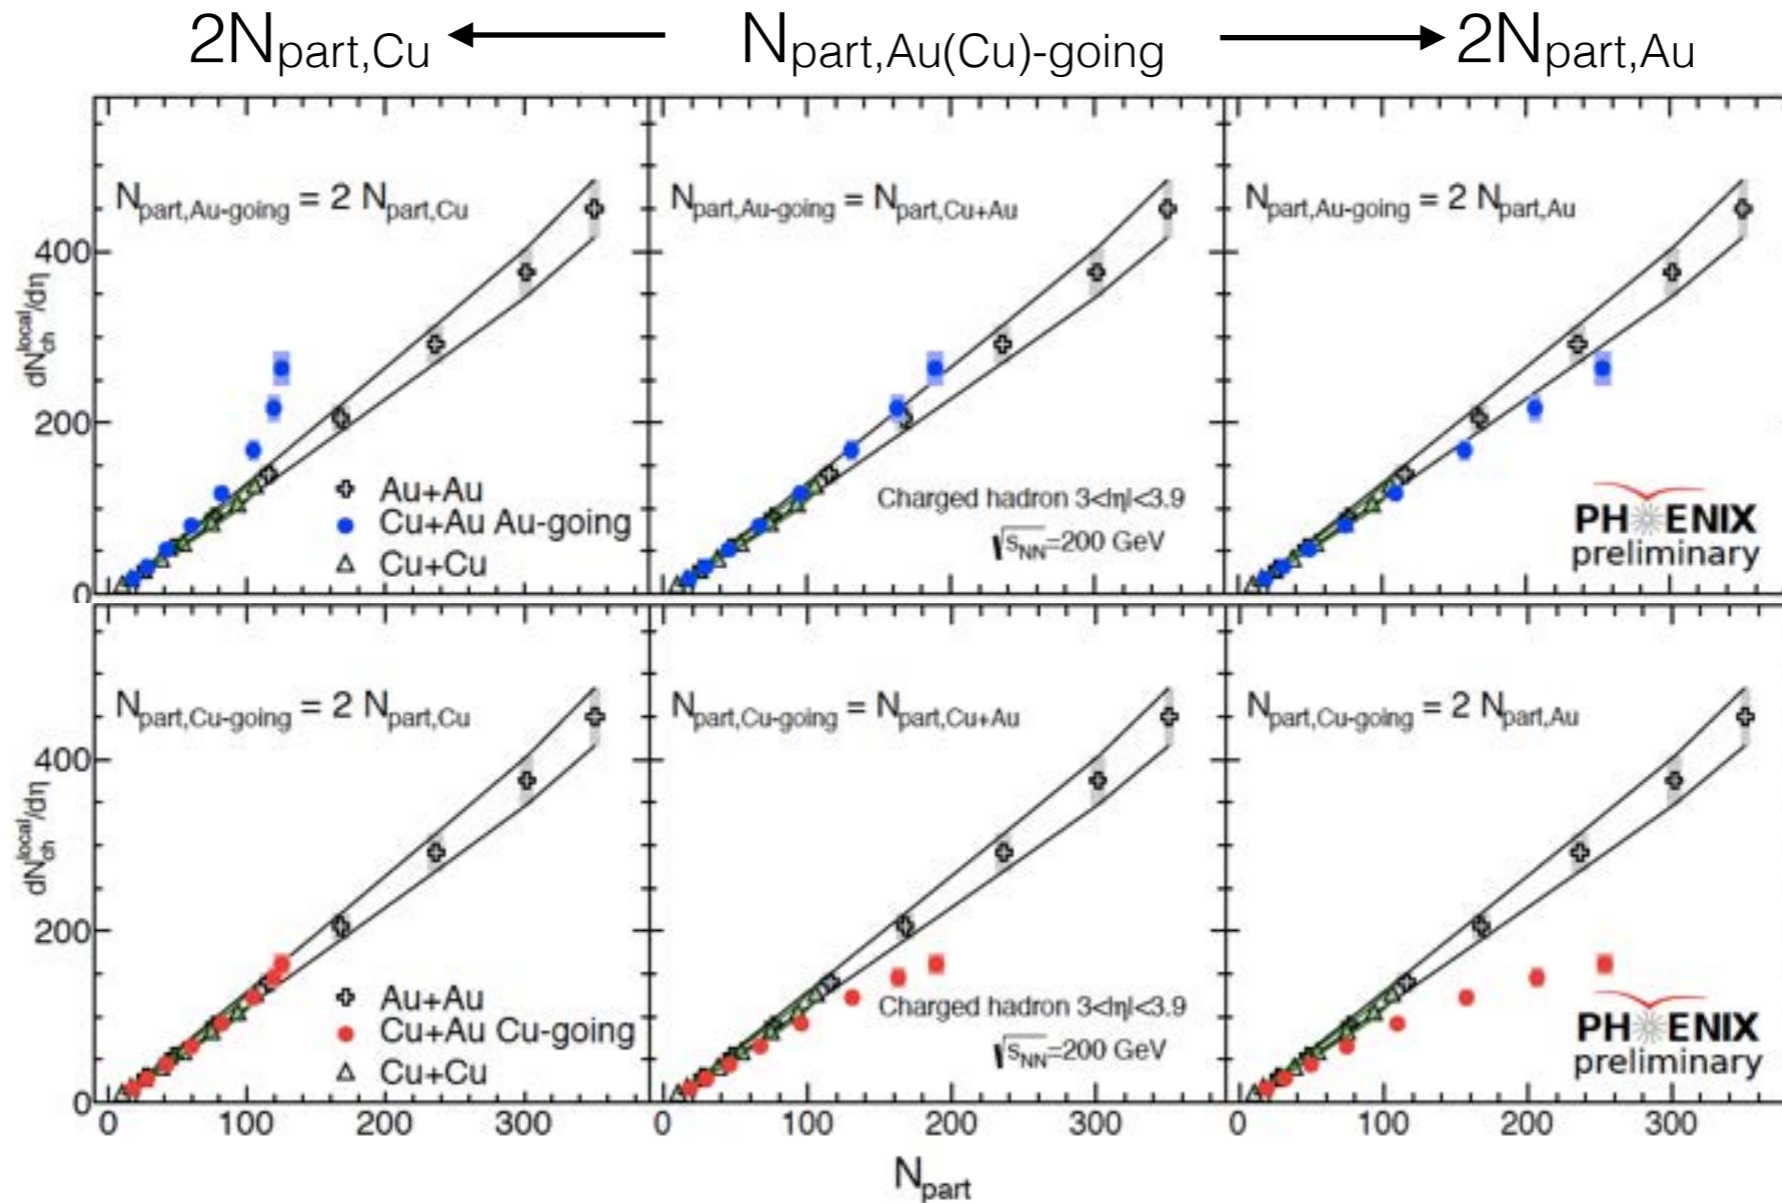 2N_part,Cu ← N_part,Au(Cu)-going → 2N_part,Au
N_part,Au-going = 2 N_part,Cu
N_part,Au-going = N_part,Cu+Au
N_part,Au-going = 2 N_part,Au
400
200
0
dN_ch^local/dη
Au+Au
Cu+Au Au-going
Cu+Cu
Charged hadron 3<|η|<3.9
√s_NN=200 GeV
PHENIX
preliminary
N_part,Cu-going = 2 N_part,Cu
N_part,Cu-going = N_part,Cu+Au
N_part,Cu-going = 2 N_part,Au
400
200
0
dN_ch^local/dη
Au+Au
Cu+Au Cu-going
Cu+Cu
Charged hadron 3<|η|<3.9
√s_NN=200 GeV
PHENIX
preliminary
0 100 200 300 0 100 200 300 0 100 200 300
N_part